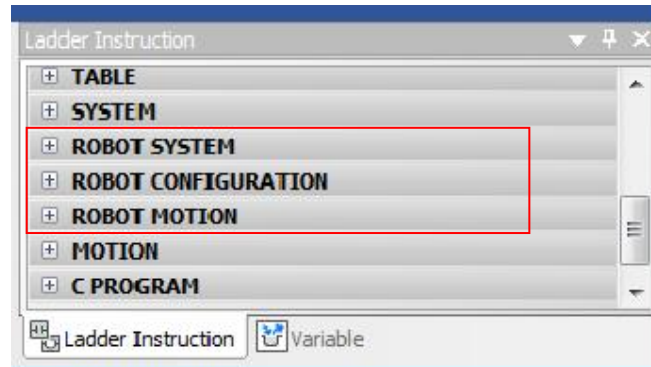 Ladder Instruction
TABLE
SYSTEM
ROBOT SYSTEM
ROBOT CONFIGURATION
ROBOT MOTION
MOTION
C PROGRAM
Ladder Instruction Variable